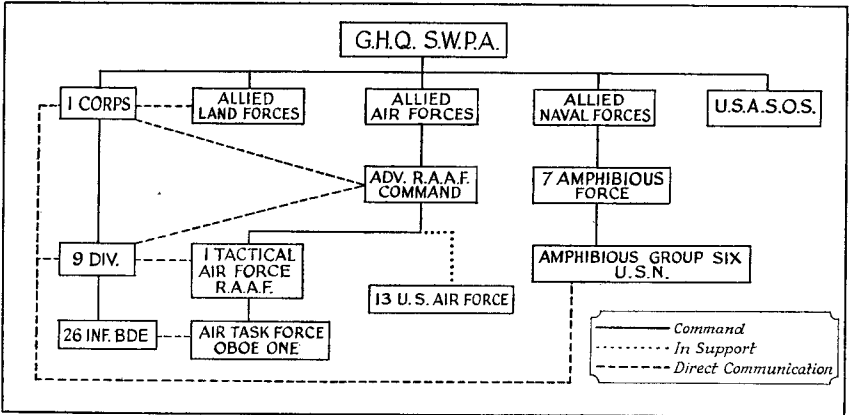 G.H.Q. S.W.P.A.
I CORPS
ALLIED
LAND FORCES
ALLIED
AIR FORCES
ALLIED
NAVAL FORCES
U.S.A.S.O.S.
ADV. R.A.A.F.
COMMAND
7 AMPHIBIOUS
FORCE
9 DIV.
I TACTICAL
AIR FORCE
R.A.A.F.
AMPHIBIOUS GROUP SIX
U.S.N.
13 U.S. AIR FORCE
26 INF. BDE
AIR TASK FORCE
OBOE ONE
Command
In Support
Direct Communication